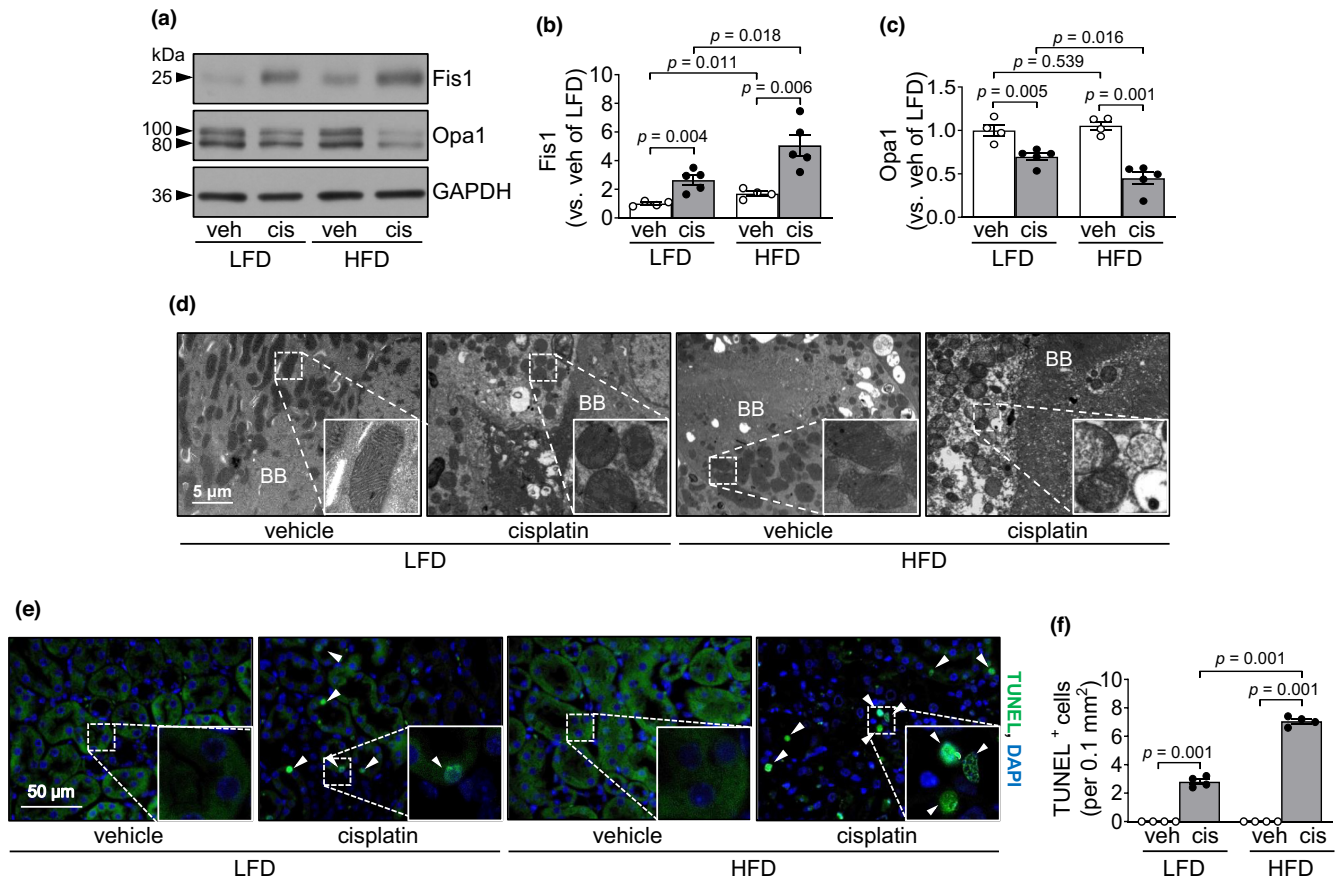 (a)
kDa
25
Fis1
100
80
Opa1
36
GAPDH
veh cis veh cis
LFD HFD
(b)
p = 0.018
p = 0.011
p = 0.006
p = 0.004
Fis1
(vs. veh of LFD)
10
8
6
4
2
0
veh cis veh cis
LFD HFD
(c)
p = 0.016
p = 0.539
p = 0.005 p = 0.001
Opa1
(vs. veh of LFD)
1.5
1.0
0.5
0.0
veh cis veh cis
LFD HFD
(d)
BB
5 µm
BB
BB
BB
vehicle cisplatin vehicle cisplatin
LFD HFD
(e)
50 µm
TUNEL, DAPI
vehicle cisplatin vehicle cisplatin
LFD HFD
(f)
p = 0.001
p = 0.001
p = 0.001
TUNEL + cells
(per 0.1 mm²)
10
8
6
4
2
0
veh cis veh cis
LFD HFD